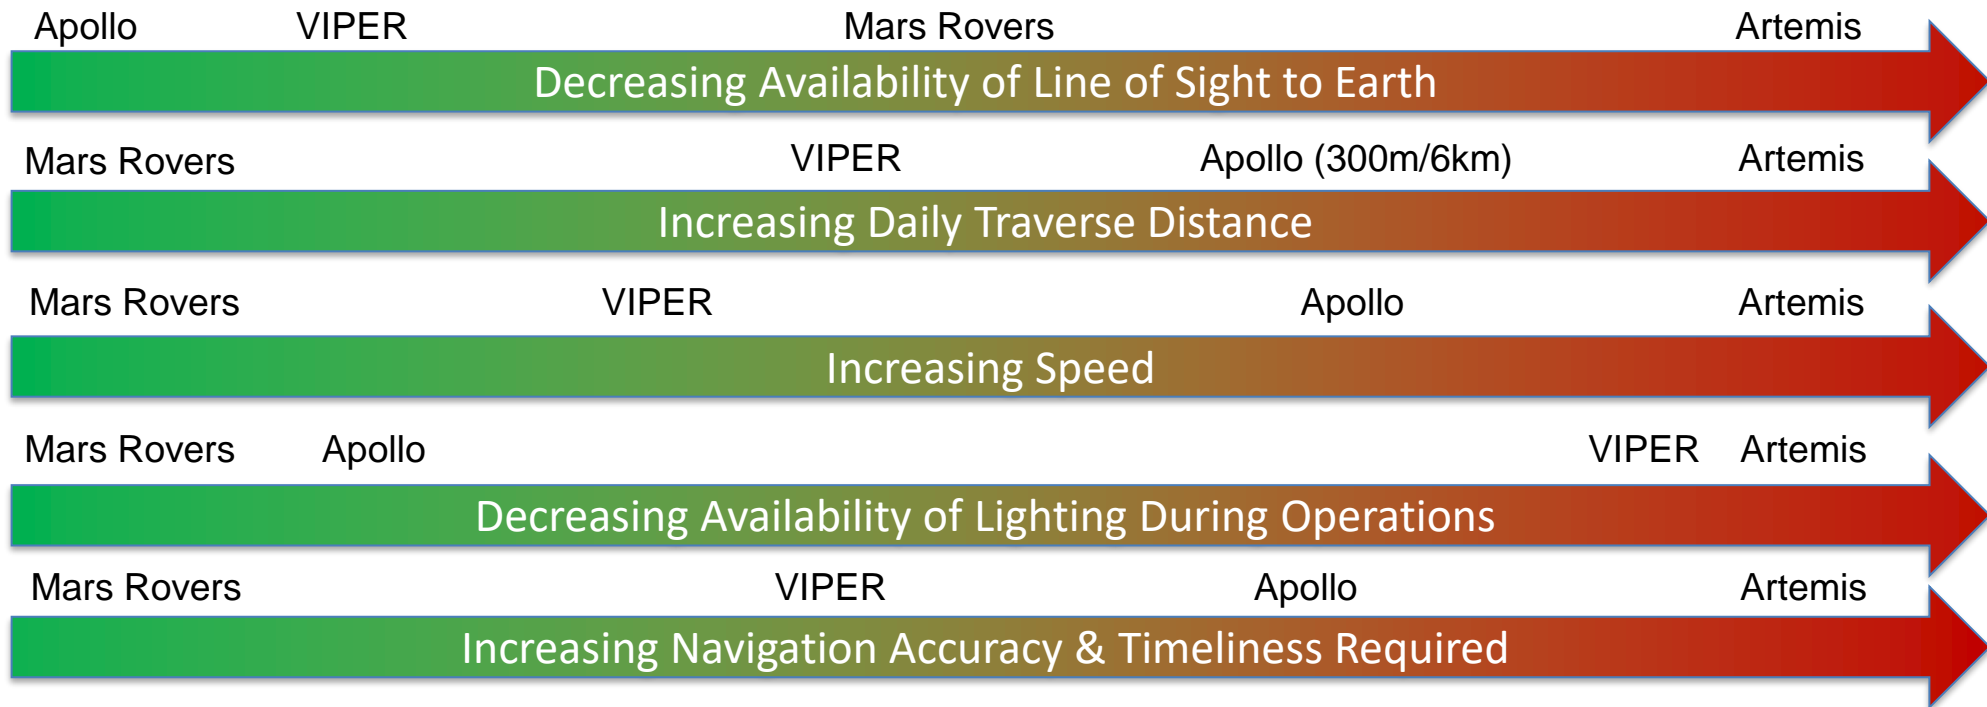 Apollo VIPER Mars Rovers Artemis
Decreasing Availability of Line of Sight to Earth
Mars Rovers VIPER Apollo (300m/6km) Artemis
Increasing Daily Traverse Distance
Mars Rovers VIPER Apollo Artemis
Increasing Speed
Mars Rovers Apollo VIPER Artemis
Decreasing Availability of Lighting During Operations
Mars Rovers VIPER Apollo Artemis
Increasing Navigation Accuracy & Timeliness Required